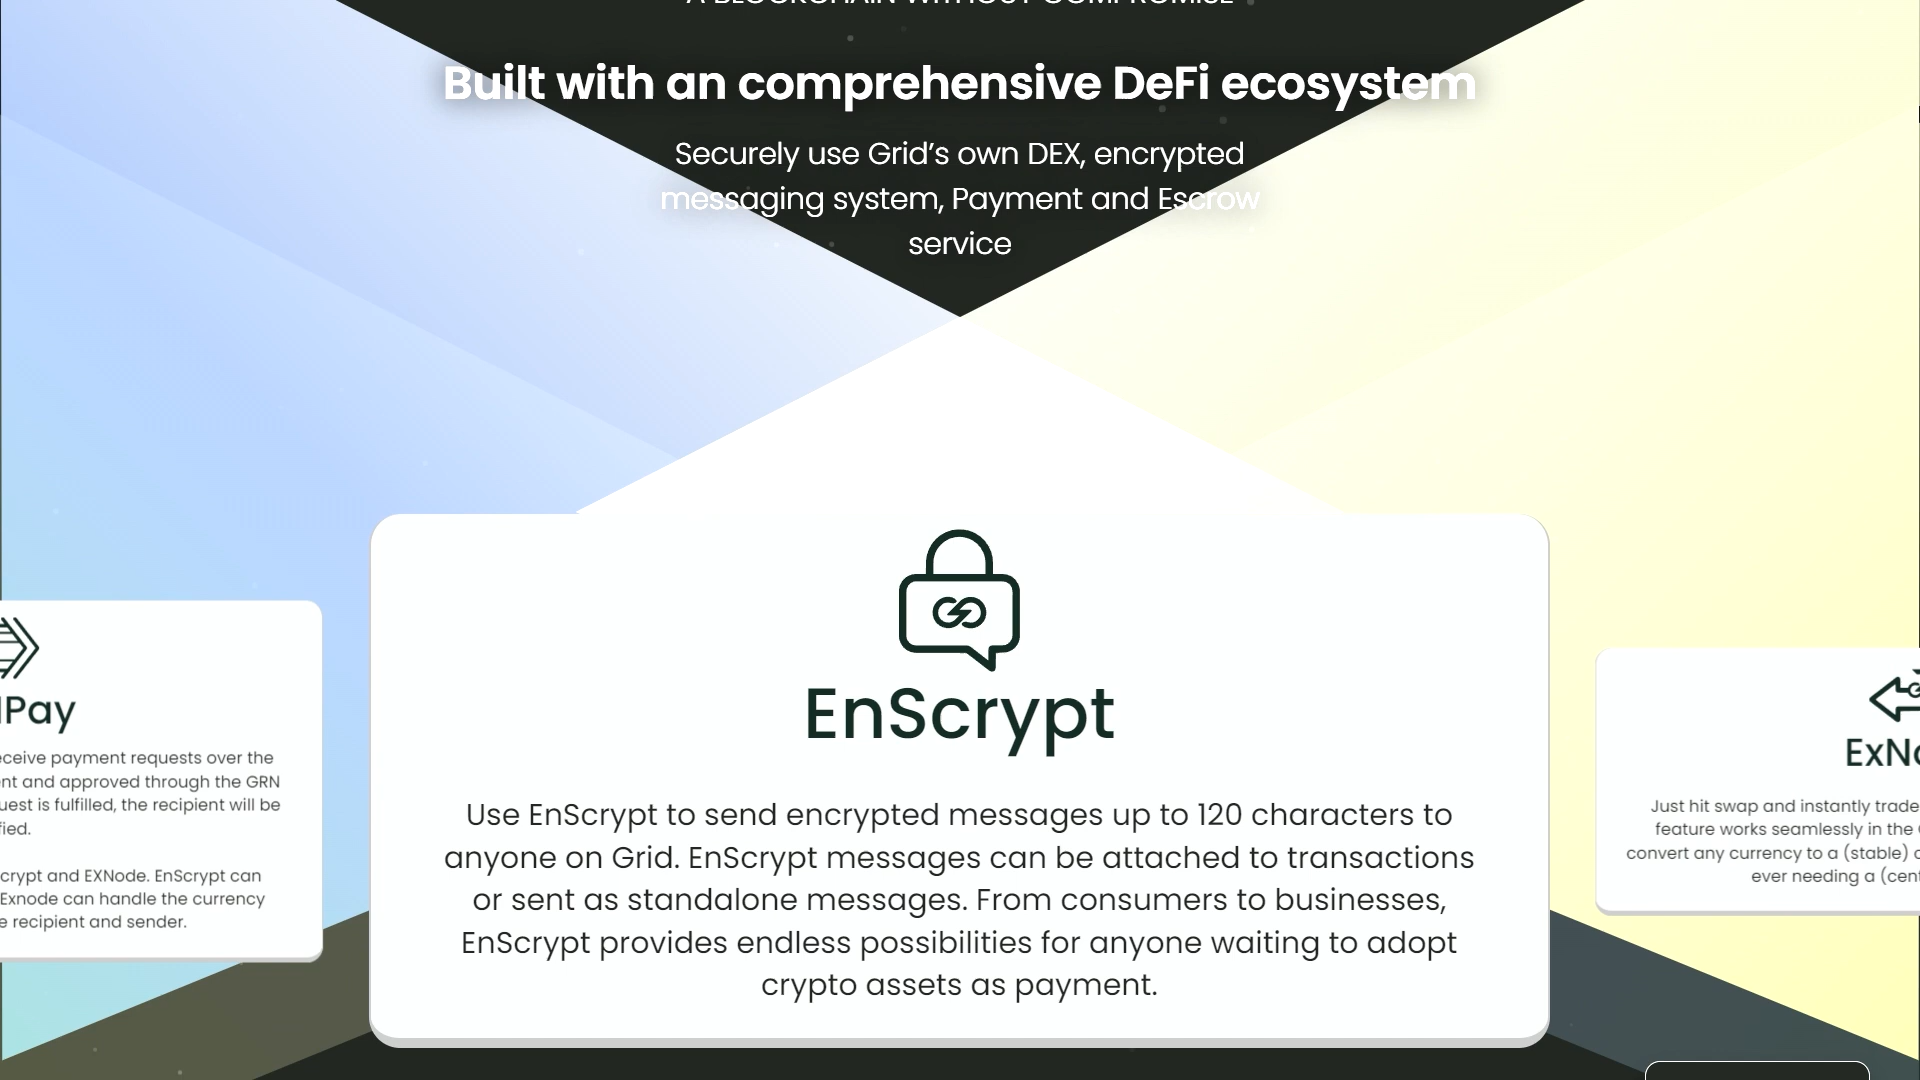 A BLOCKCHAIN WITHOUT COMPROMISE
Built with an comprehensive DeFi ecosystem
Securely use Grid’s own DEX, encrypted
messaging system, Payment and Escrow
service
EnScrypt
Use EnScrypt to send encrypted messages up to 120 characters to
anyone on Grid. EnScrypt messages can be attached to transactions
or sent as standalone messages. From consumers to businesses,
EnScrypt provides endless possibilities for anyone waiting to adopt
crypto assets as payment.
Pay
payment requests over the
and approved through the GRN
is fulfilled, the recipient will be
and EXNode. EnScrypt can
Exnode can handle the currency
recipient and sender.
Just hit swap and instantly trade
feature works seamlessly in the
convert any currency to a (stable)
ever needing a